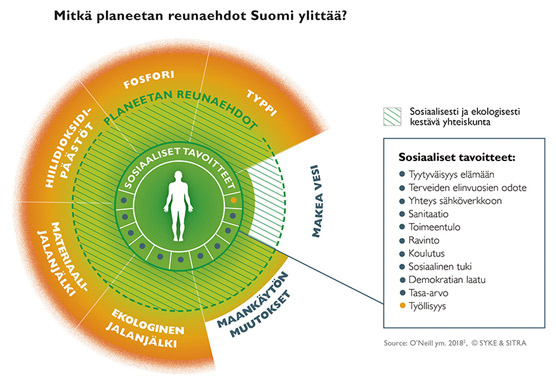 Mitkä planeetan reunaehdot Suomi ylittää?
FOSFORI
TYPPI
HIILIDIOKSIDI-
PÄÄSTÖT
PLANEETAN REUNAEHDOT
SOSIAALISET TAVOITTEET
MAKEA VESI
MATERIAALI-
JALANJÄLKI
EKOLOGINEN
JALANJÄLKI
MAANKÄYTÖN
MUUTOKSET
Sosiaalisesti ja ekologisesti
kestävä yhteiskunta
Sosiaaliset tavoitteet:
Tyytyväisyys elämään
Terveiden elinvuosien odote
Yhteys sähköverkkoon
Sanitaatio
Toimeentulo
Ravinto
Koulutus
Sosiaalinen tuki
Demokratian laatu
Tasa-arvo
Työllisyys
Source: O'Neill ym. 2018¹, © SYKE & SITRA